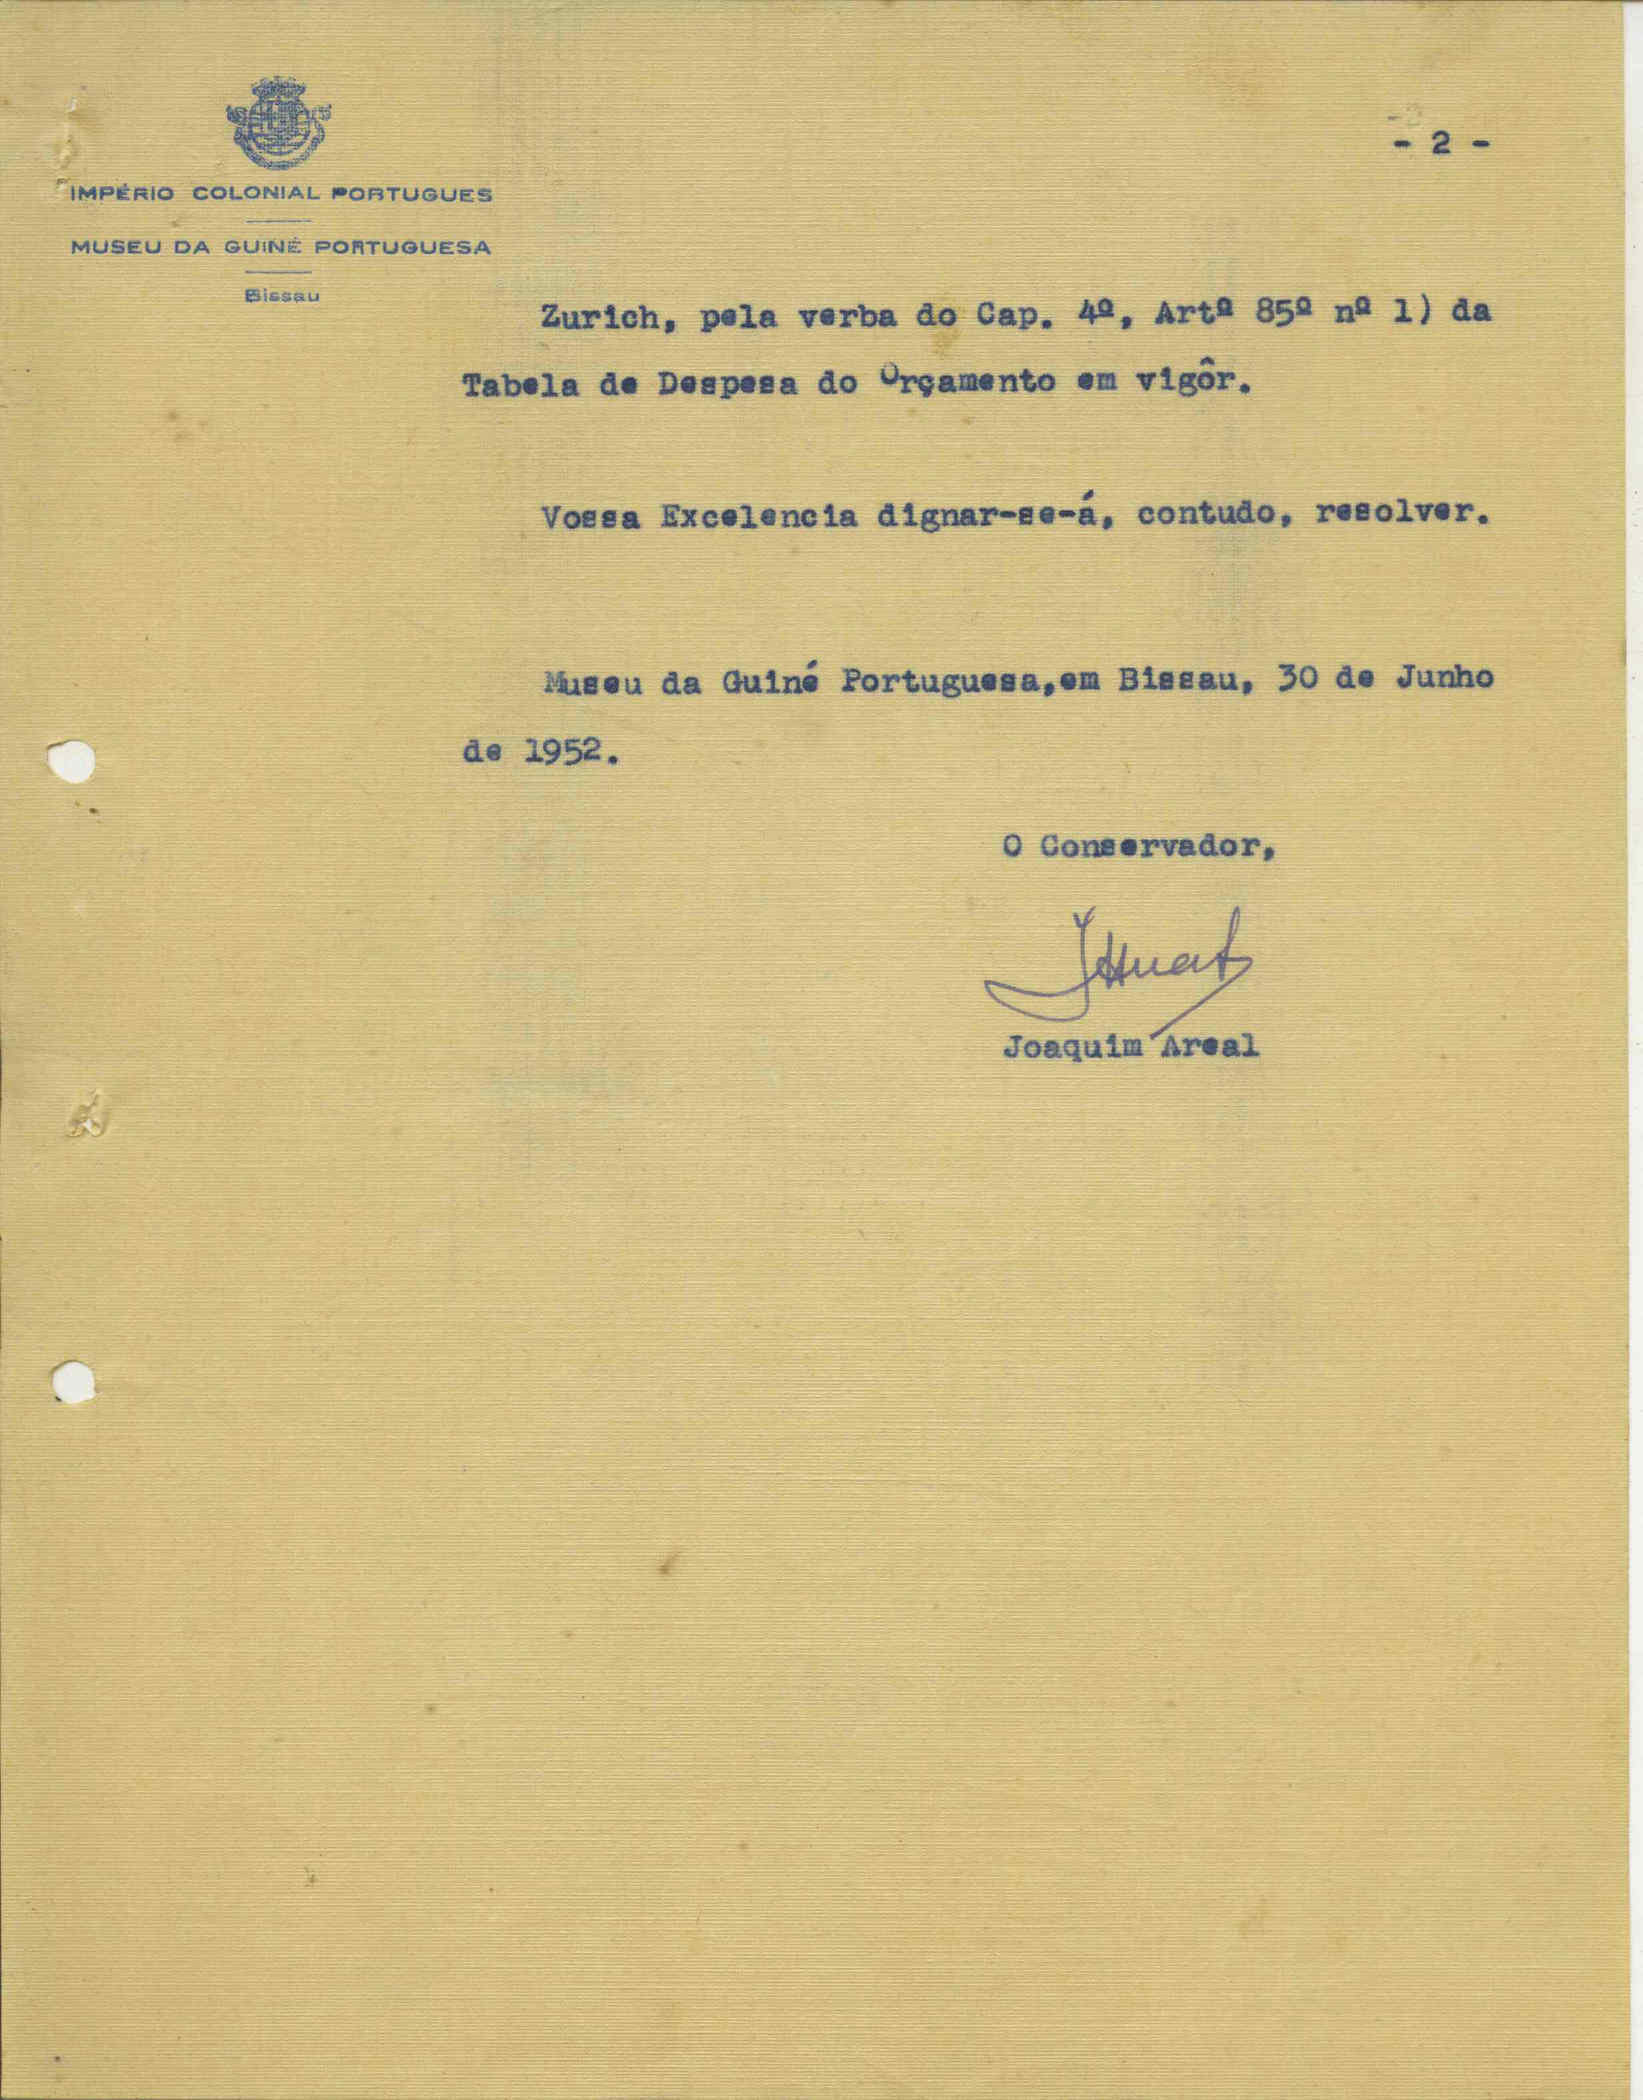 IMPÉRIO COLONIAL PORTUGUES
MUSEU DA GUINÉ PORTUGUESA
Bissau
- 2 -
Zurich, pela verba do Cap. 4º, Artº 85º nº 1) da
Tabela de Despesa do Orçamento em vigôr.
Vossa Excelencia dignar-se-á, contudo, resolver.
Museu da Guiné Portuguesa,em Bissau, 30 de Junho
de 1952.
O Conservador,
Joaquim Areal